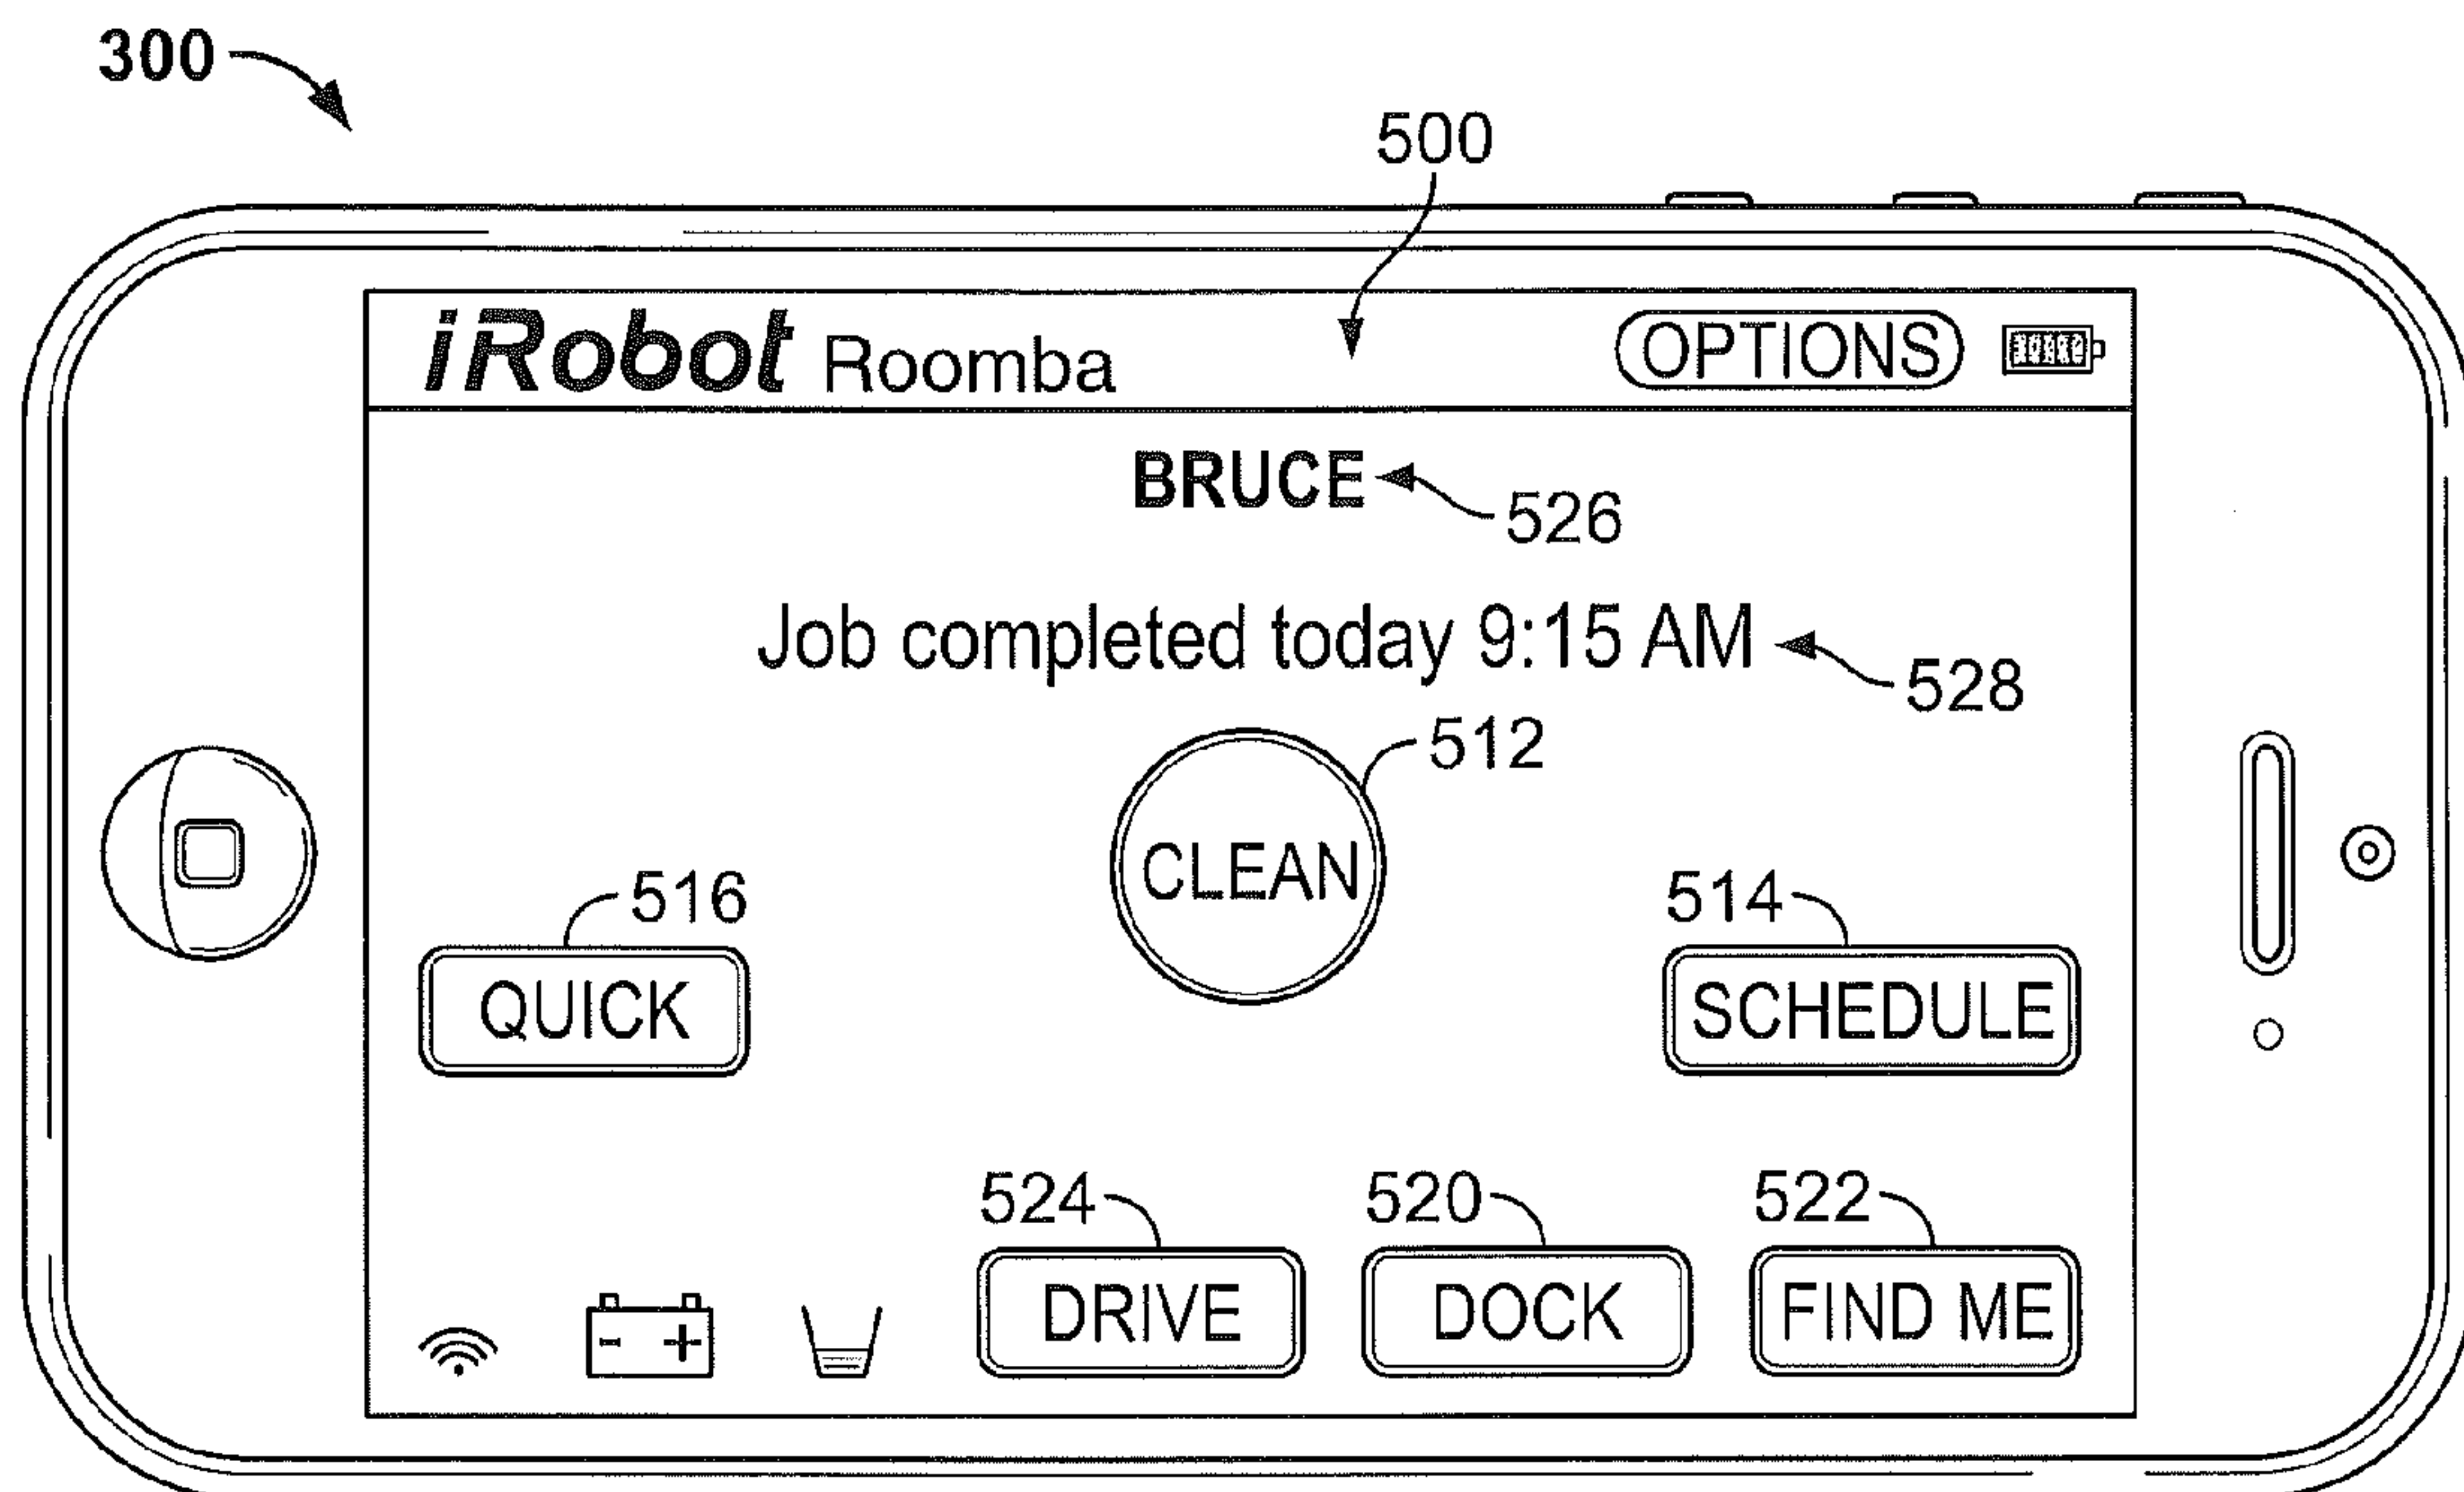 300
500
iRobot Roomba OPTIONS
BRUCE 526
Job completed today 9:15 AM 528
512
CLEAN
516 514
QUICK SCHEDULE
524 520 522
DRIVE DOCK FIND ME
- +